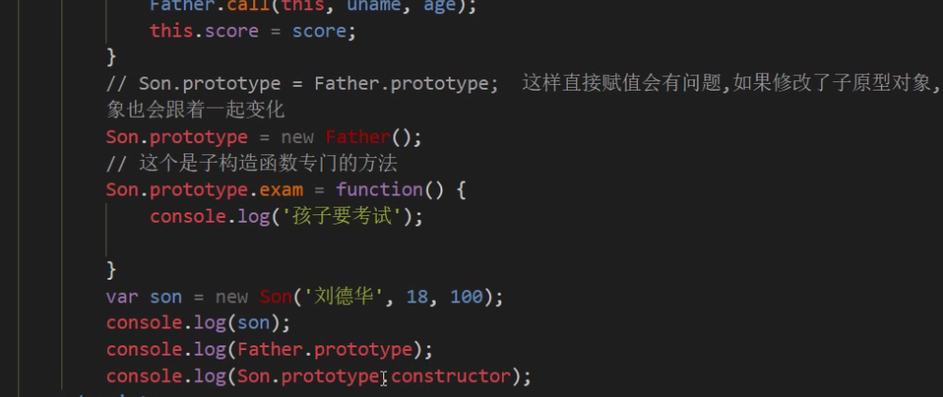 Father.call(this, uname, age);
this.score = score;
}
// Son.prototype = Father.prototype; 这样直接赋值会有问题,如果修改了子原型对象,
象也会跟着一起变化
Son.prototype = new Father();
// 这个是子构造函数专门的方法
Son.prototype.exam = function() {
console.log('孩子要考试');
}
var son = new Son('刘德华', 18, 100);
console.log(son);
console.log(Father.prototype);
console.log(Son.prototype.constructor);